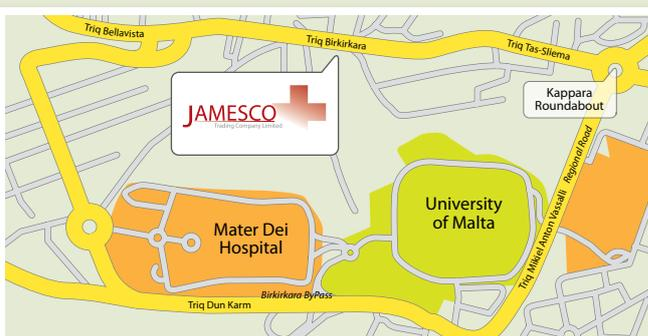 Triq Bellavista
Triq Birkirkara
Triq Tas-Sliema
Kappara
Roundabout
JAMESCO
Trading Company Limited
Triq Mikiel Anton Vassalli Regional Road
University
of Malta
Mater Dei
Hospital
Birkirkara ByPass
Triq Dun Karm